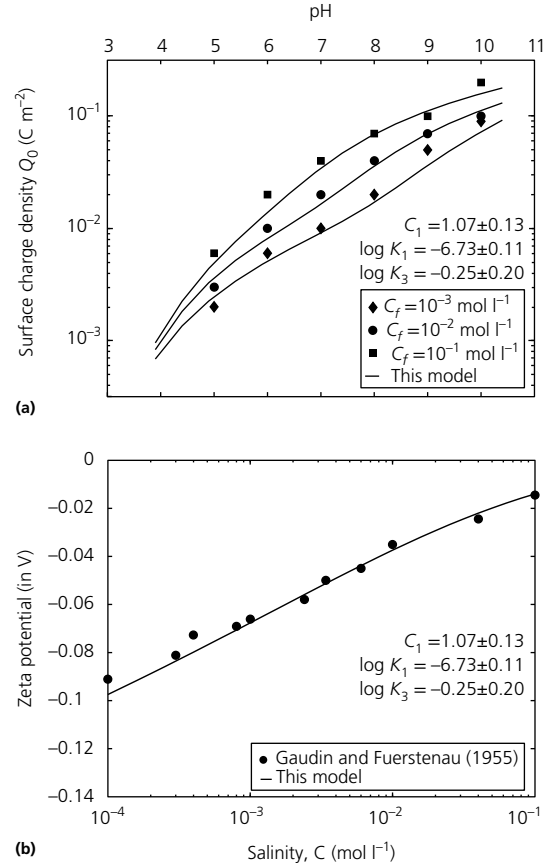 pH
3 4 5 6 7 8 9 10 11
Surface charge density Q₀ (C m⁻²)
10⁻¹
10⁻²
10⁻³
C₁ =1.07±0.13
log K₁ =−6.73±0.11
log K₃ =−0.25±0.20
C_f =10⁻³ mol l⁻¹
C_f =10⁻² mol l⁻¹
C_f =10⁻¹ mol l⁻¹
This model
(a)
Zeta potential (in V)
0
−0.02
−0.04
−0.06
−0.08
−0.1
−0.12
−0.14
C₁ =1.07±0.13
log K₁ =−6.73±0.11
log K₃ =−0.25±0.20
Gaudin and Fuerstenau (1955)
This model
10⁻⁴ 10⁻³ 10⁻² 10⁻¹
(b)
Salinity, C (mol l⁻¹)